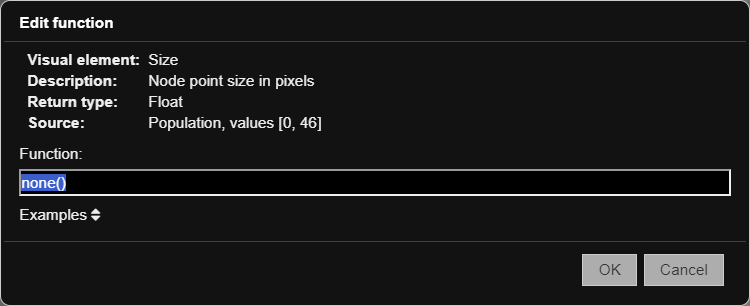 Edit function
Visual element: Size
Description: Node point size in pixels
Return type: Float
Source: Population, values [0, 46]
Function:
none()
Examples
OK Cancel